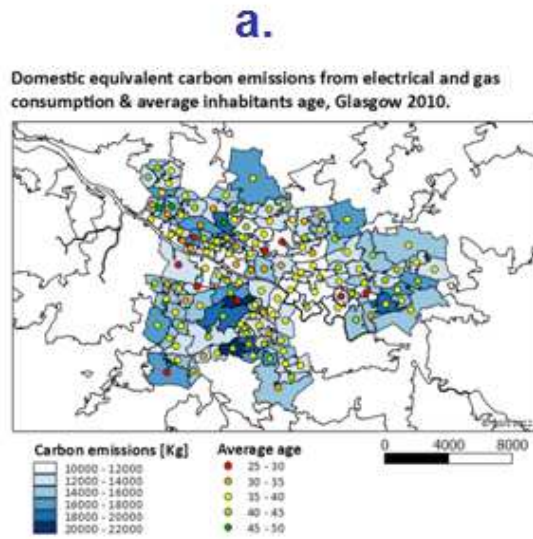 a.
Domestic equivalent carbon emissions from electrical and gas
consumption & average inhabitants age, Glasgow 2010.
Carbon emissions [Kg]
10000 - 12000
12000 - 14000
14000 - 16000
16000 - 18000
18000 - 20000
20000 - 22000
Average age
25 - 30
30 - 35
35 - 40
40 - 45
45 - 50
0 4000 8000